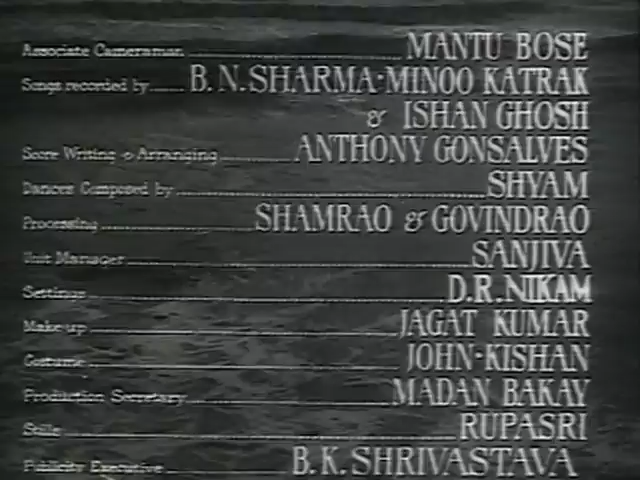 Associate Cameraman MANTU BOSE
Songs recorded by B. N. SHARMA-MINOO KATRAK
& ISHAN GHOSH
Score Writing & Arranging ANTHONY GONSALVES
Dances Composed by SHYAM
Processing SHAMRAO & GOVINDRAO
Unit Manager SANJIVA
Settings D.R.NIKAM
Make up JAGAT KUMAR
Costume JOHN-KISHAN
Production Secretary MADAN BAKAY
Stills RUPASRI
Publicity Executive B.K.SHRIVASTAVA